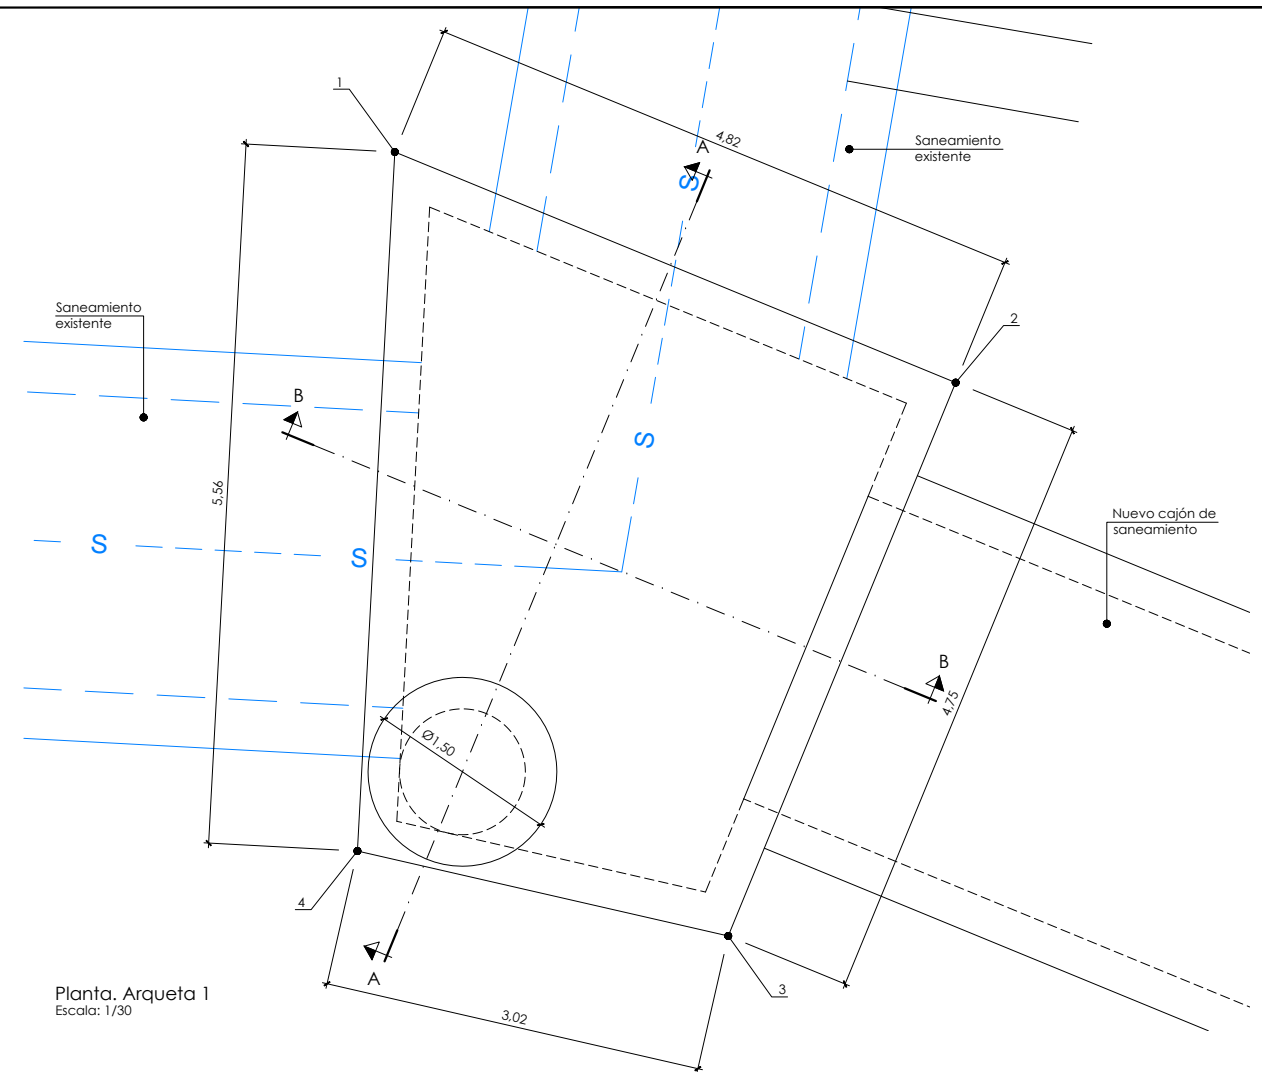 1
4,82
A
Saneamiento
existente
S
2
Saneamiento
existente
B
S
5,56
Nuevo cajón de
saneamiento
S
S
B
4,75
Ø1,50
4
A
3
Planta. Arqueta 1
Escala: 1/30
3,02